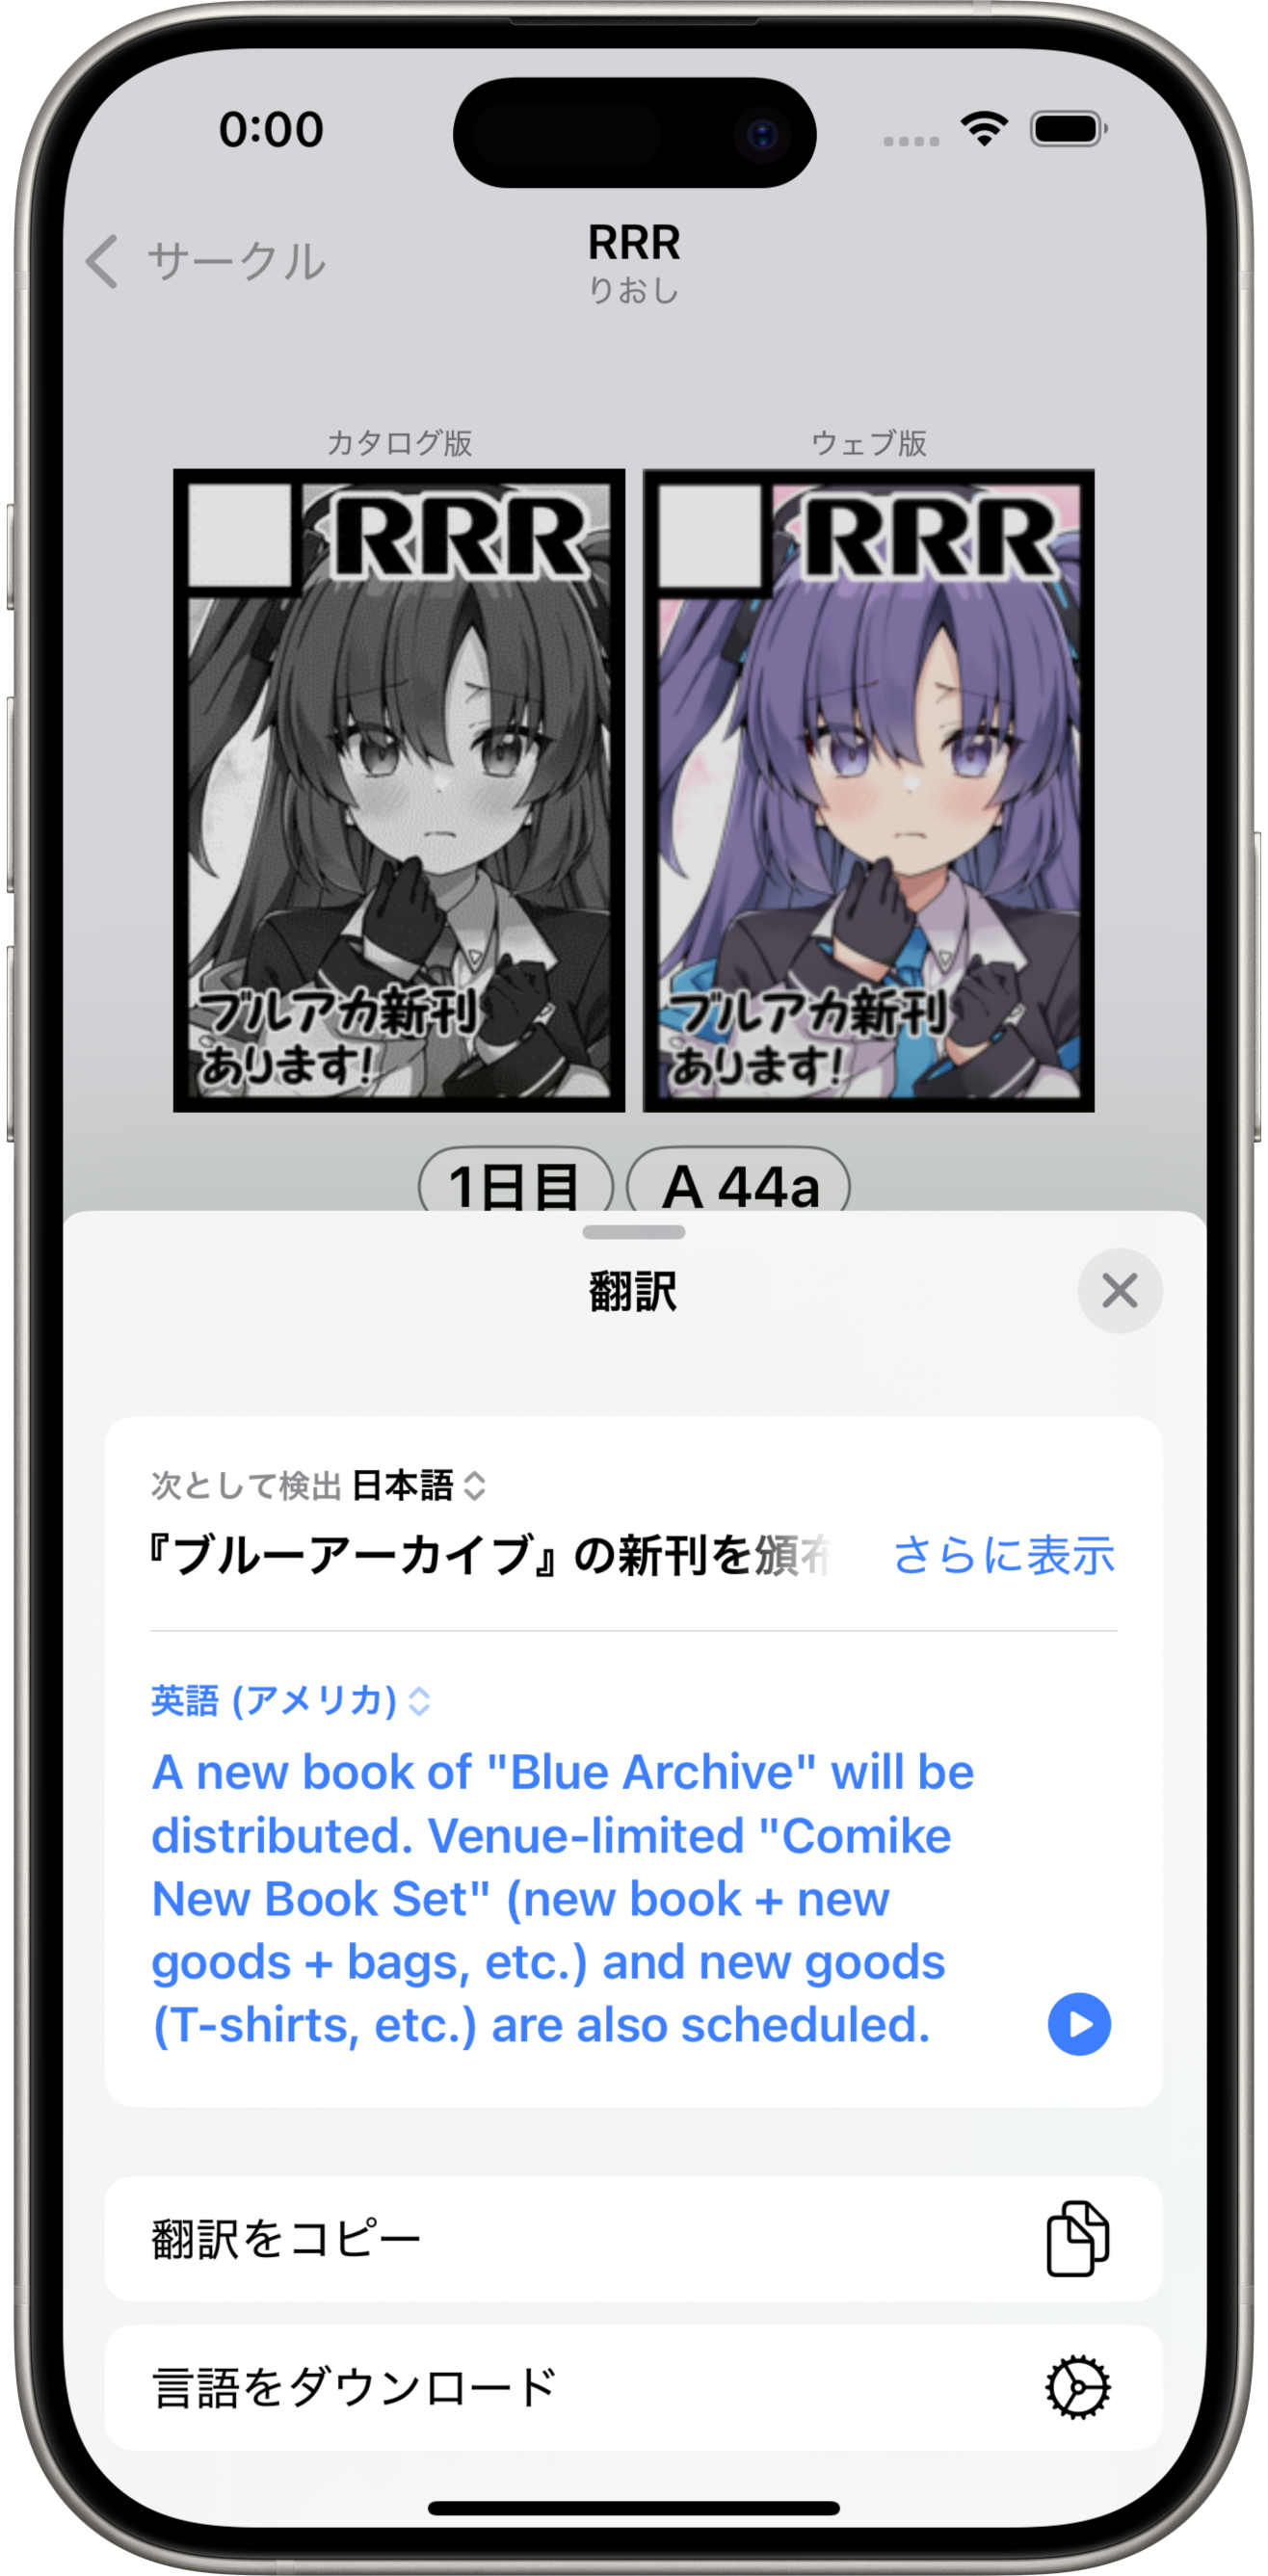 0:00
サークル
RRR
りおし
カタログ版
ウェブ版
RRR
ブルアカ新刊
あります!
RRR
ブルアカ新刊
あります!
1日目
A 44a
翻訳
次として検出 日本語
『ブルーアーカイブ』の新刊を頒布
さらに表示
英語 (アメリカ)
A new book of "Blue Archive" will be
distributed. Venue-limited "Comike
New Book Set" (new book + new
goods + bags, etc.) and new goods
(T-shirts, etc.) are also scheduled.
翻訳をコピー
言語をダウンロード